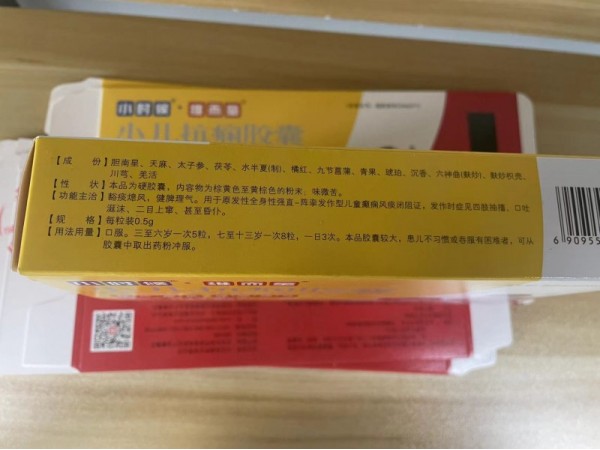 小时候·维而曼
小儿抗痫胶囊
【成 份】胆南星、天麻、太子参、茯苓、水半夏(制)、橘红、九节菖蒲、青果、琥珀、沉香、六神曲(麸炒)、麸炒枳壳、
川芎、羌活
【性 状】本品为硬胶囊，内容物为棕黄色至黄棕色的粉末，味微苦。
【功能主治】豁痰熄风，健脾理气。用于原发性全身性强直-阵挛发作型儿童癫痫风痰闭阻证，发作时症见四肢抽搐、口吐
涎沫、二目上窜、甚至昏仆。
【规 格】每粒装0.5g
【用法用量】口服。三至六岁一次5粒，七至十三岁一次8粒，一日3次。本品胶囊较大，患儿不习惯或吞服有困难者，可从
胶囊中取出药粉冲服。
690955